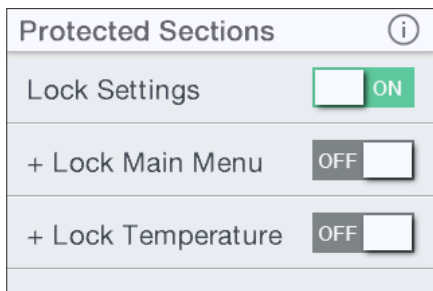 Protected Sections
Lock Settings ON
+ Lock Main Menu OFF
+ Lock Temperature OFF